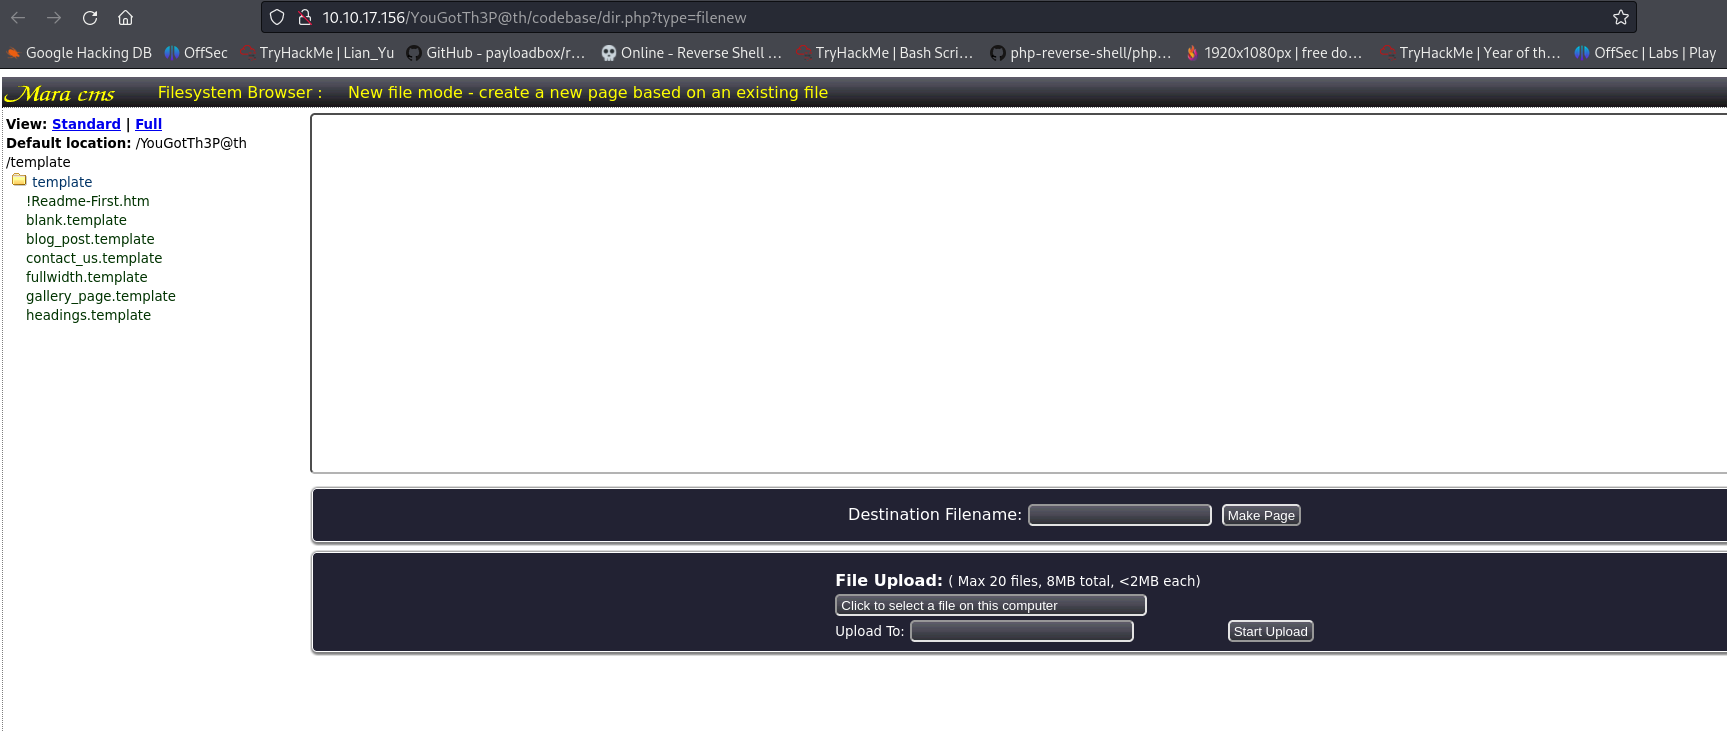 10.10.17.156/YouGotTh3P@th/codebase/dir.php?type=filenew
Google Hacking DB OffSec TryHackMe | Lian_Yu GitHub - payloadbox/r… Online - Reverse Shell … TryHackMe | Bash Scri… php-reverse-shell/php… 1920x1080px | free do… TryHackMe | Year of th… OffSec | Labs | Play
Mara cms Filesystem Browser : New file mode - create a new page based on an existing file
View: Standard | Full
Default location: /YouGotTh3P@th
/template
template
!Readme-First.htm
blank.template
blog_post.template
contact_us.template
fullwidth.template
gallery_page.template
headings.template
Destination Filename: Make Page
File Upload: ( Max 20 files, 8MB total, <2MB each)
Click to select a file on this computer
Upload To: Start Upload